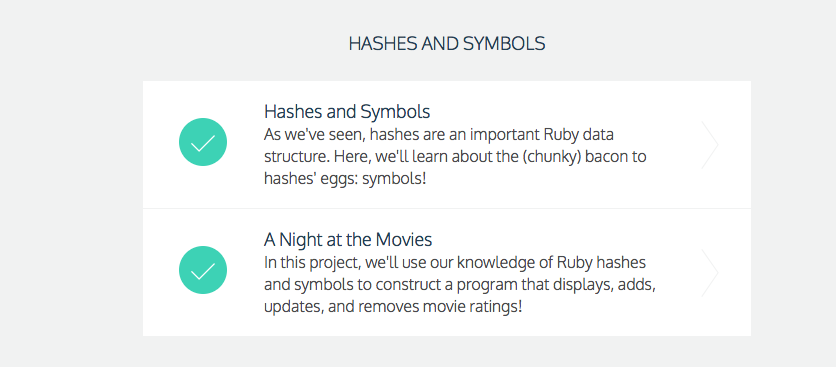 HASHES AND SYMBOLS
Hashes and Symbols
As we've seen, hashes are an important Ruby data
structure. Here, we'll learn about the (chunky) bacon to
hashes' eggs: symbols!
A Night at the Movies
In this project, we'll use our knowledge of Ruby hashes
and symbols to construct a program that displays, adds,
updates, and removes movie ratings!